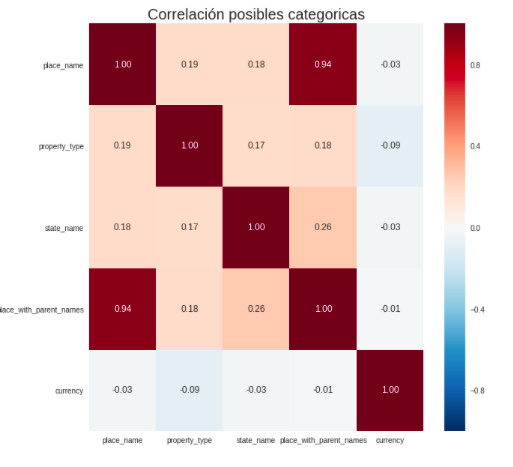 Correlación posibles categoricas
place_name 1.00 0.19 0.18 0.94 -0.03
property_type 0.19 1.00 0.17 0.18 -0.09
state_name 0.18 0.17 1.00 0.26 -0.03
lace_with_parent_names 0.94 0.18 0.26 1.00 -0.01
currency -0.03 -0.09 -0.03 -0.01 1.00
place_name property_type state_name place_with_parent_names currency
0.8
0.4
0.0
-0.4
-0.8